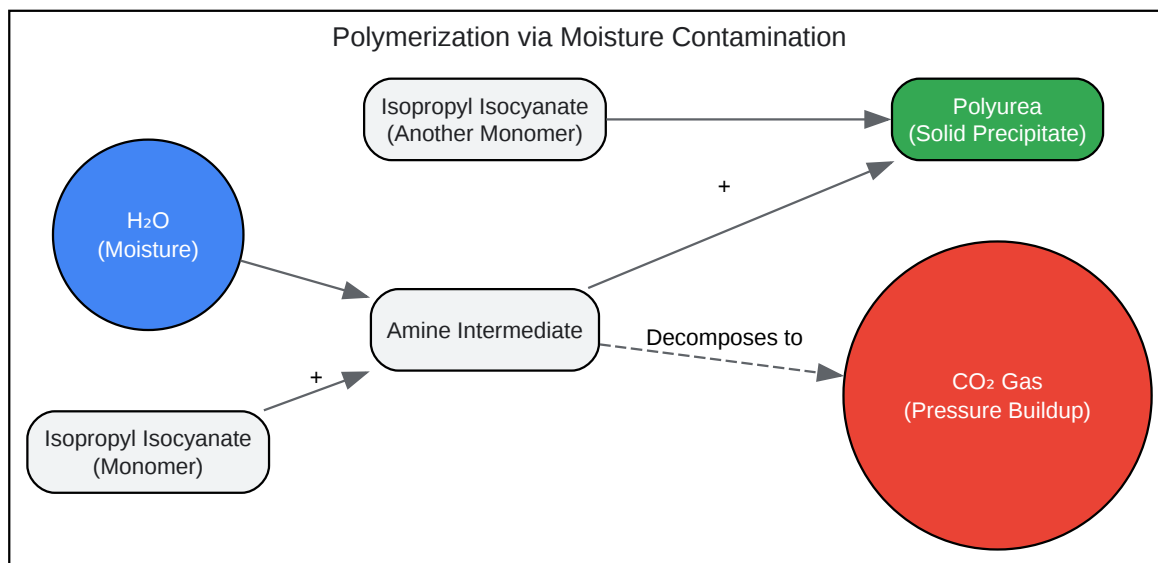 Polymerization via Moisture Contamination
Isopropyl Isocyanate
(Another Monomer)
Polyurea
(Solid Precipitate)
+
H₂O
(Moisture)
Amine Intermediate
Decomposes to
CO₂ Gas
(Pressure Buildup)
+
Isopropyl Isocyanate
(Monomer)